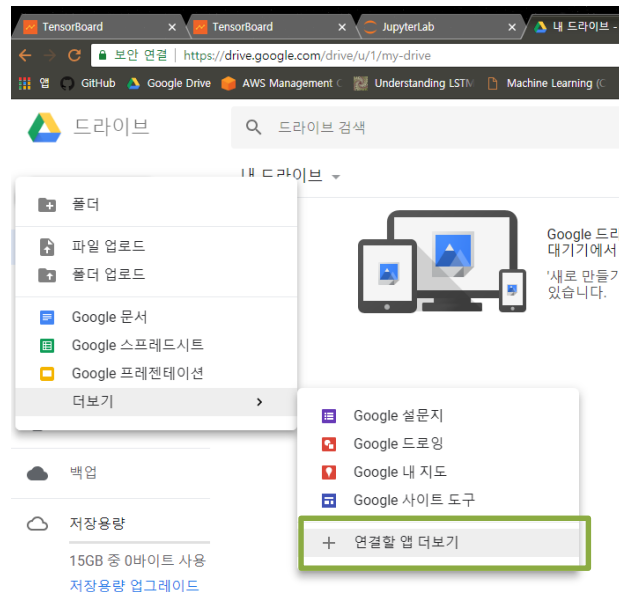 TensorBoard
TensorBoard
JupyterLab
내 드라이브 -
보안 연결 | https://drive.google.com/drive/u/1/my-drive
앱 GitHub Google Drive AWS Management C Understanding LSTM Machine Learning (C
드라이브
드라이브 검색
내 드라이브
폴더
파일 업로드
폴더 업로드
Google 문서
Google 스프레드시트
Google 프레젠테이션
더보기
Google 드라
대기기에서
'새로 만들기
있습니다.
Google 설문지
Google 드로잉
Google 내 지도
Google 사이트 도구
연결할 앱 더보기
백업
저장용량
15GB 중 0바이트 사용
저장용량 업그레이드